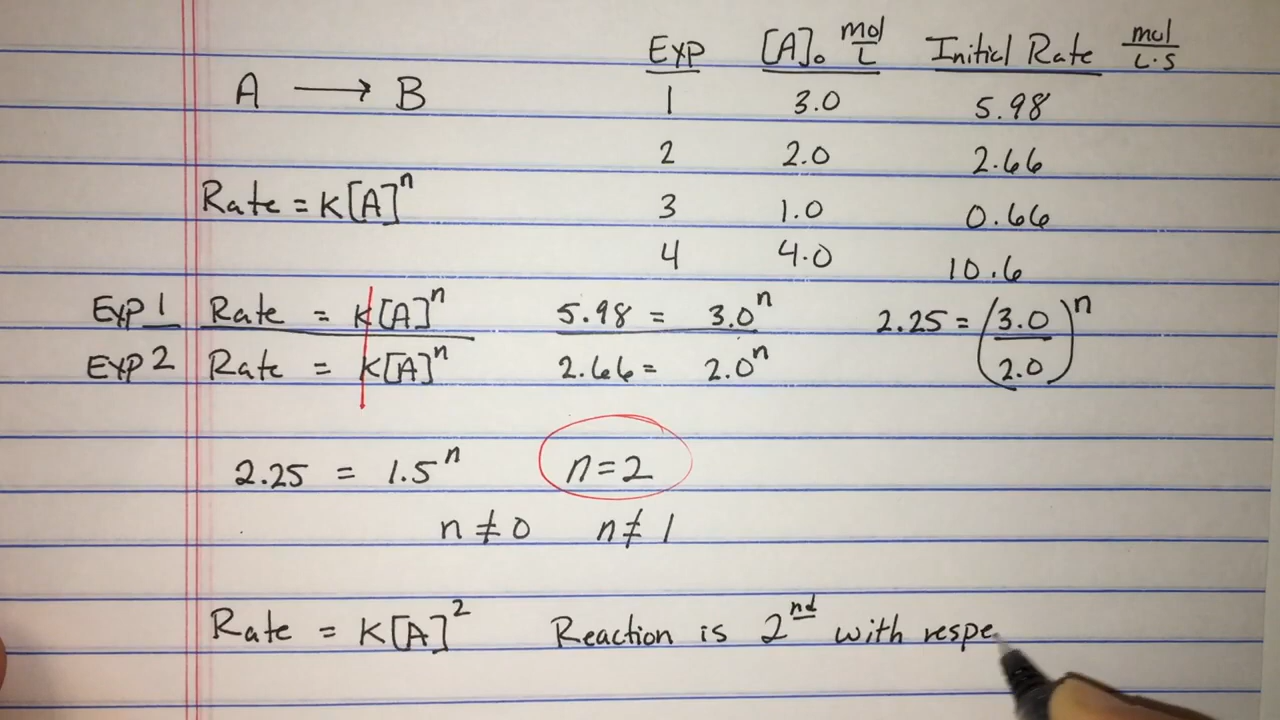 Exp [A]₀ mol/L Initial Rate mol/L·s
A → B 1 3.0 5.98
2 2.0 2.66
Rate = K[A]ⁿ 3 1.0 0.66
4 4.0 10.6
Exp 1 Rate = K[A]ⁿ 5.98 = 3.0ⁿ 2.25 = (3.0/2.0)ⁿ
Exp 2 Rate = K[A]ⁿ 2.66 = 2.0ⁿ
2.25 = 1.5ⁿ n=2
n ≠ 0 n ≠ 1
Rate = K[A]² Reaction is 2nd with respe